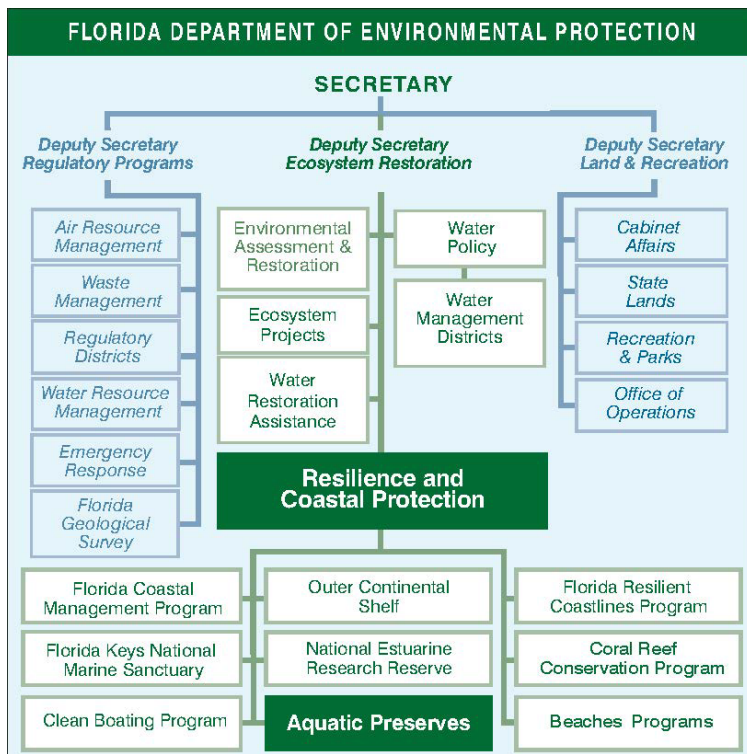 FLORIDA DEPARTMENT OF ENVIRONMENTAL PROTECTION
SECRETARY
Deputy Secretary
Regulatory Programs
Deputy Secretary
Ecosystem Restoration
Deputy Secretary
Land & Recreation
Air Resource
Management
Waste
Management
Regulatory
Districts
Water Resource
Management
Emergency
Response
Florida
Geological
Survey
Environmental
Assessment &
Restoration
Ecosystem
Projects
Water
Restoration
Assistance
Water
Policy
Water
Management
Districts
Cabinet
Affairs
State
Lands
Recreation
& Parks
Office of
Operations
Resilience and
Coastal Protection
Florida Coastal
Management Program
Outer Continental
Shelf
Florida Resilient
Coastlines Program
Florida Keys National
Marine Sanctuary
National Estuarine
Research Reserve
Coral Reef
Conservation Program
Clean Boating Program
Aquatic Preserves
Beaches Programs